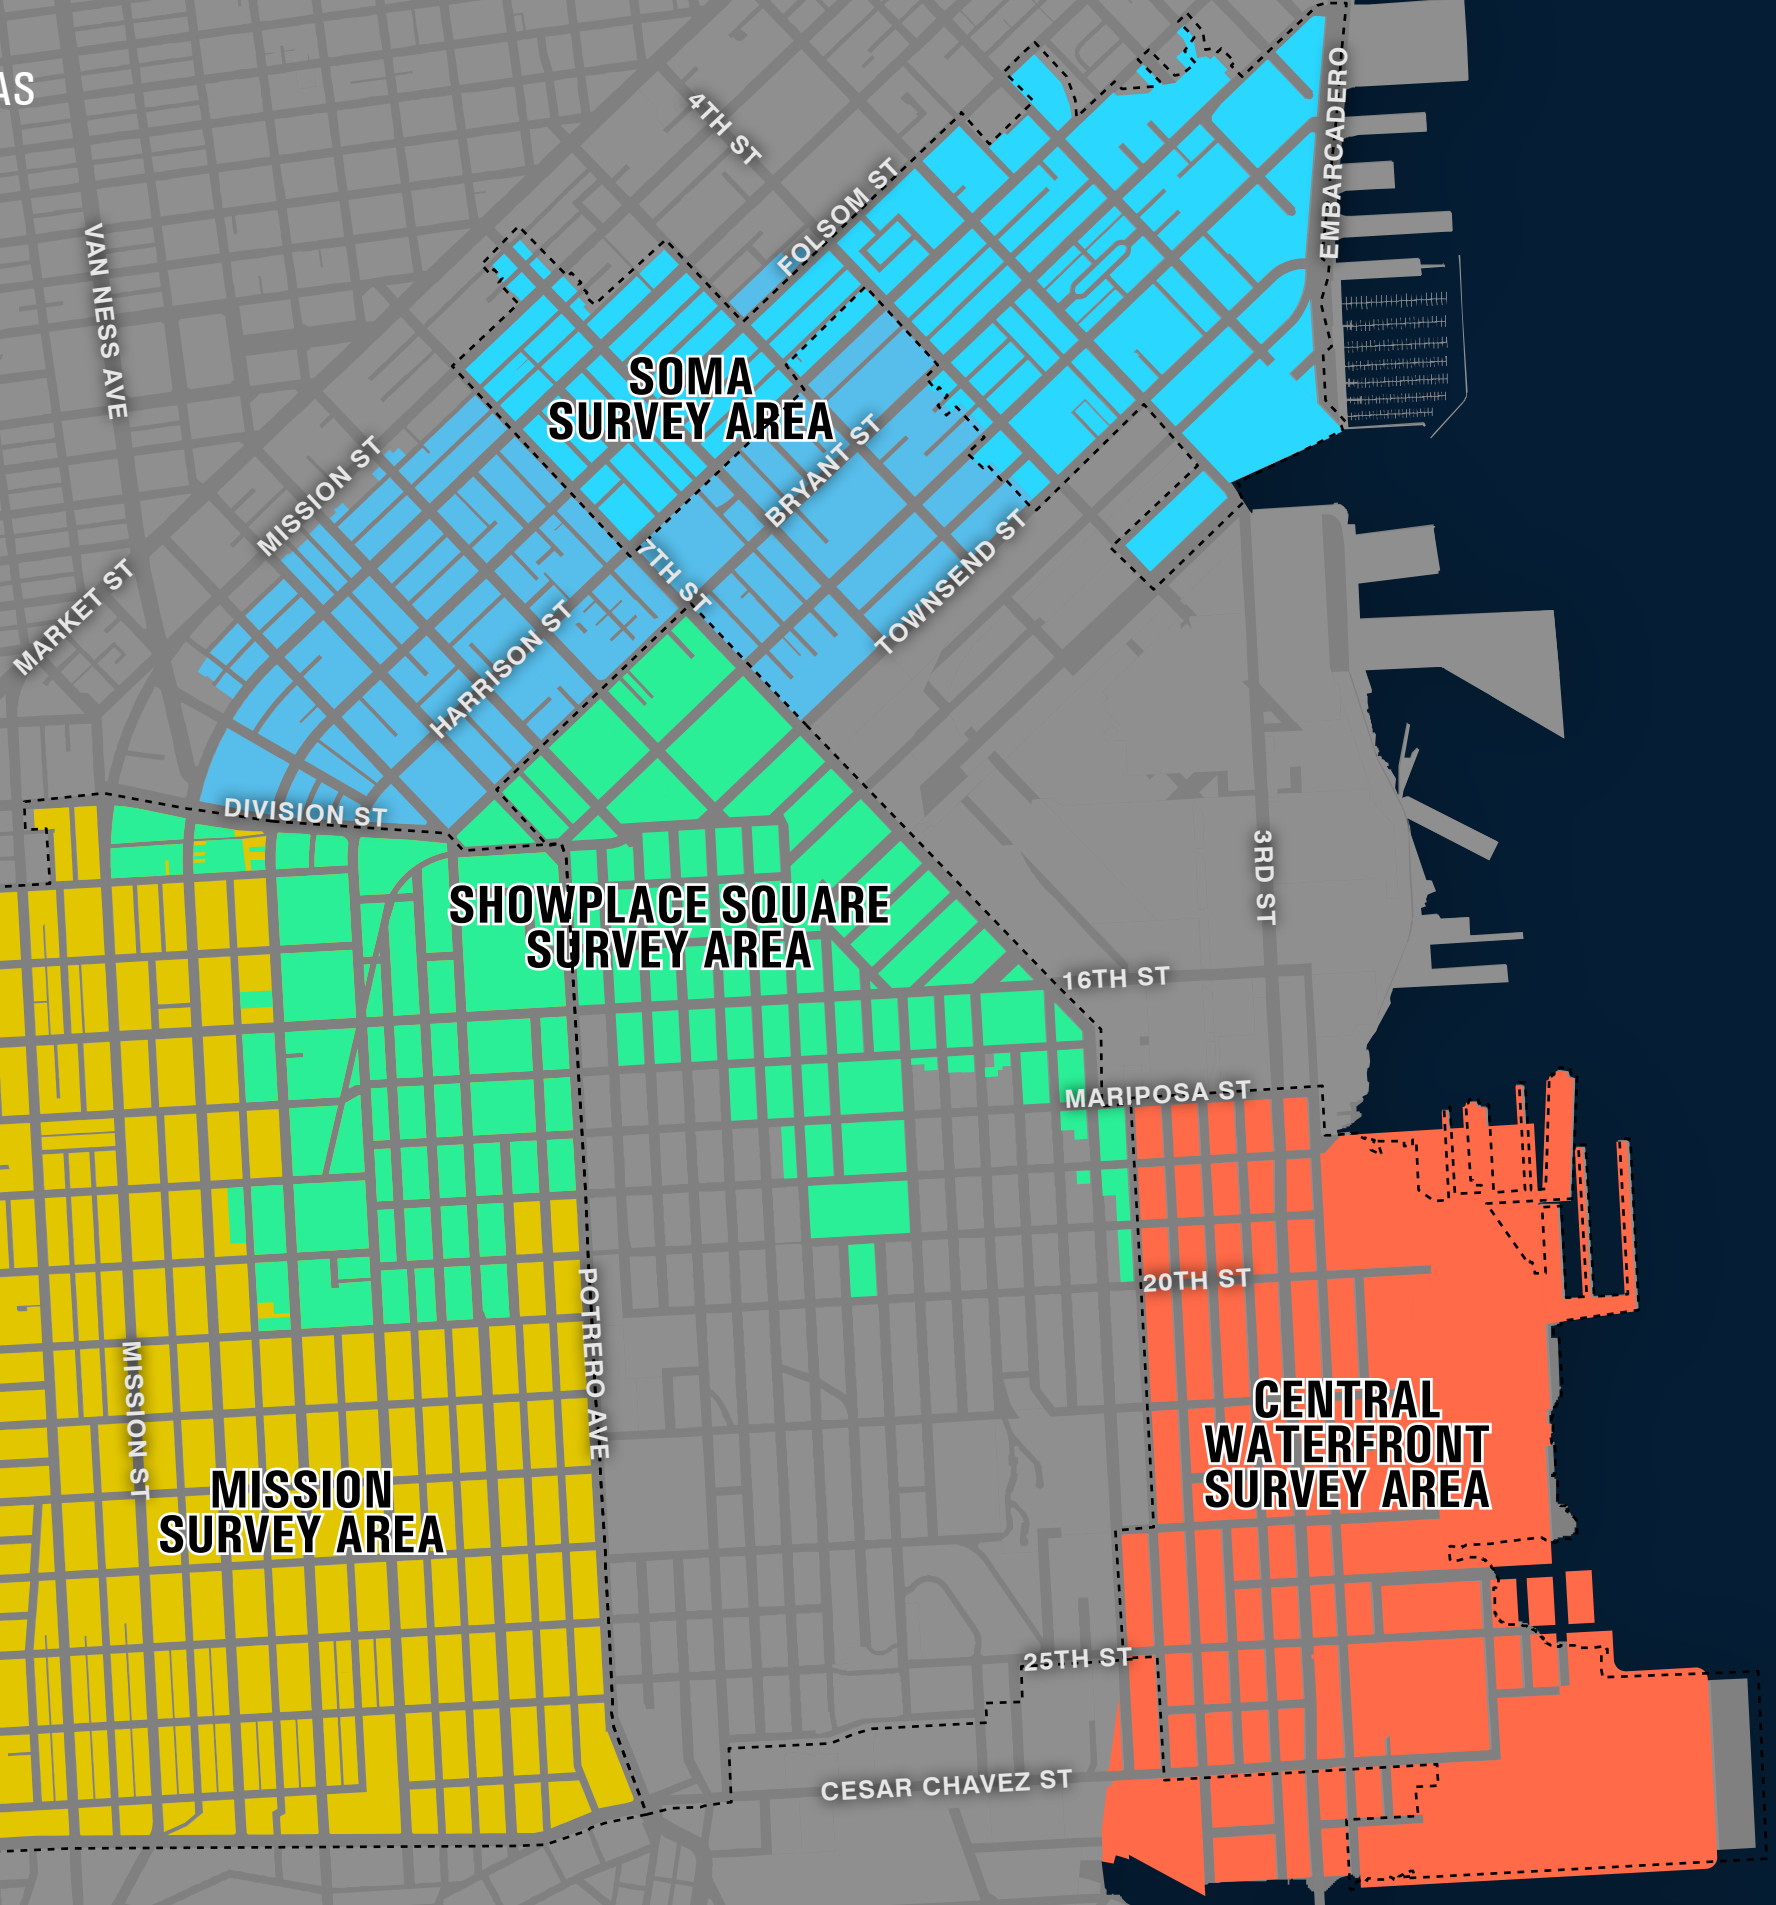 AS
4TH ST
FOLSOM ST
EMBARCADERO
VAN NESS AVE
SOMA
SURVEY AREA
BRYANT ST
MISSION ST
MARKET ST
7TH ST
TOWNSEND ST
HARRISON ST
DIVISION ST
3RD ST
SHOWPLACE SQUARE
SURVEY AREA
16TH ST
MARIPOSA ST
20TH ST
POTRERO AVE
MISSION ST
CENTRAL
WATERFRONT
SURVEY AREA
MISSION
SURVEY AREA
25TH ST
CESAR CHAVEZ ST